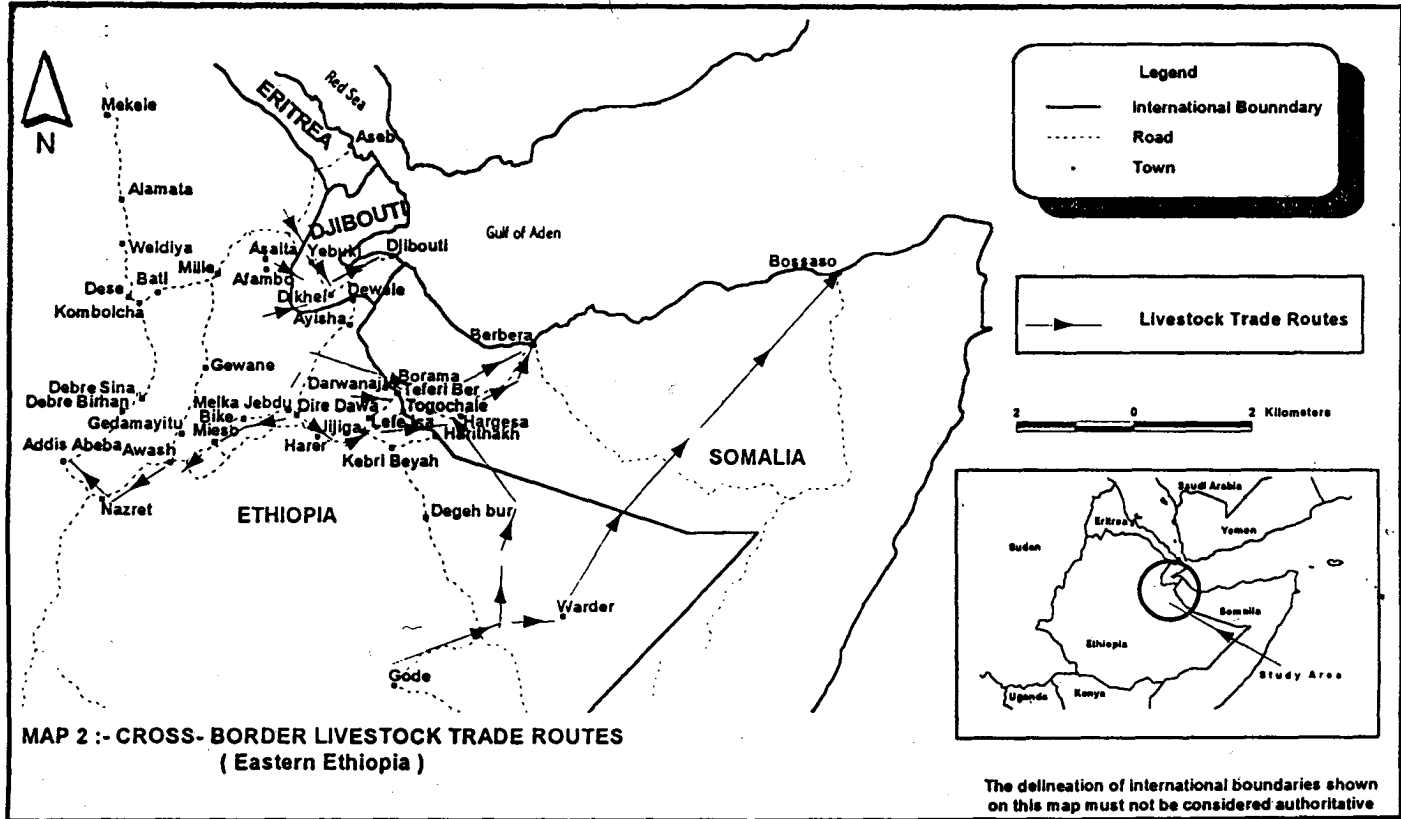 Legend
International Bounndary
Road
Town
Livestock Trade Routes
2 0 2 Kilometers
N
Mekele
Alamata
Weldiya
Dese
Bati
Mille
Kombolcha
ERITREA
Red Sea
Aseb
DJIBOUTI
Asaita
Yebuki
Djibouti
Afambo
Dikhel
Dewele
Ayisha
Gulf of Aden
Bossaso
Berbera
Gewane
Debre Sina
Debre Birhan
Melka Jebdu
Bike
Gedamayitu
Mieso
Addis Abeba
Awash
Nazret
Dire Dawa
Darwanaj
Borama
Teferi Ber
Togochale
Jijiga
Lefe Isa
Hargesa
Harithakh
Harer
Kebri Beyah
Degeh bur
ETHIOPIA
SOMALIA
Warder
Gode
MAP 2 :- CROSS- BORDER LIVESTOCK TRADE ROUTES
( Eastern Ethiopia )
Saudi Arabia
Eritrea
Yemen
Sudan
Somalia
Ethiopia
Study Area
Uganda
Kenya
The delineation of international boundaries shown
on this map must not be considered authoritative